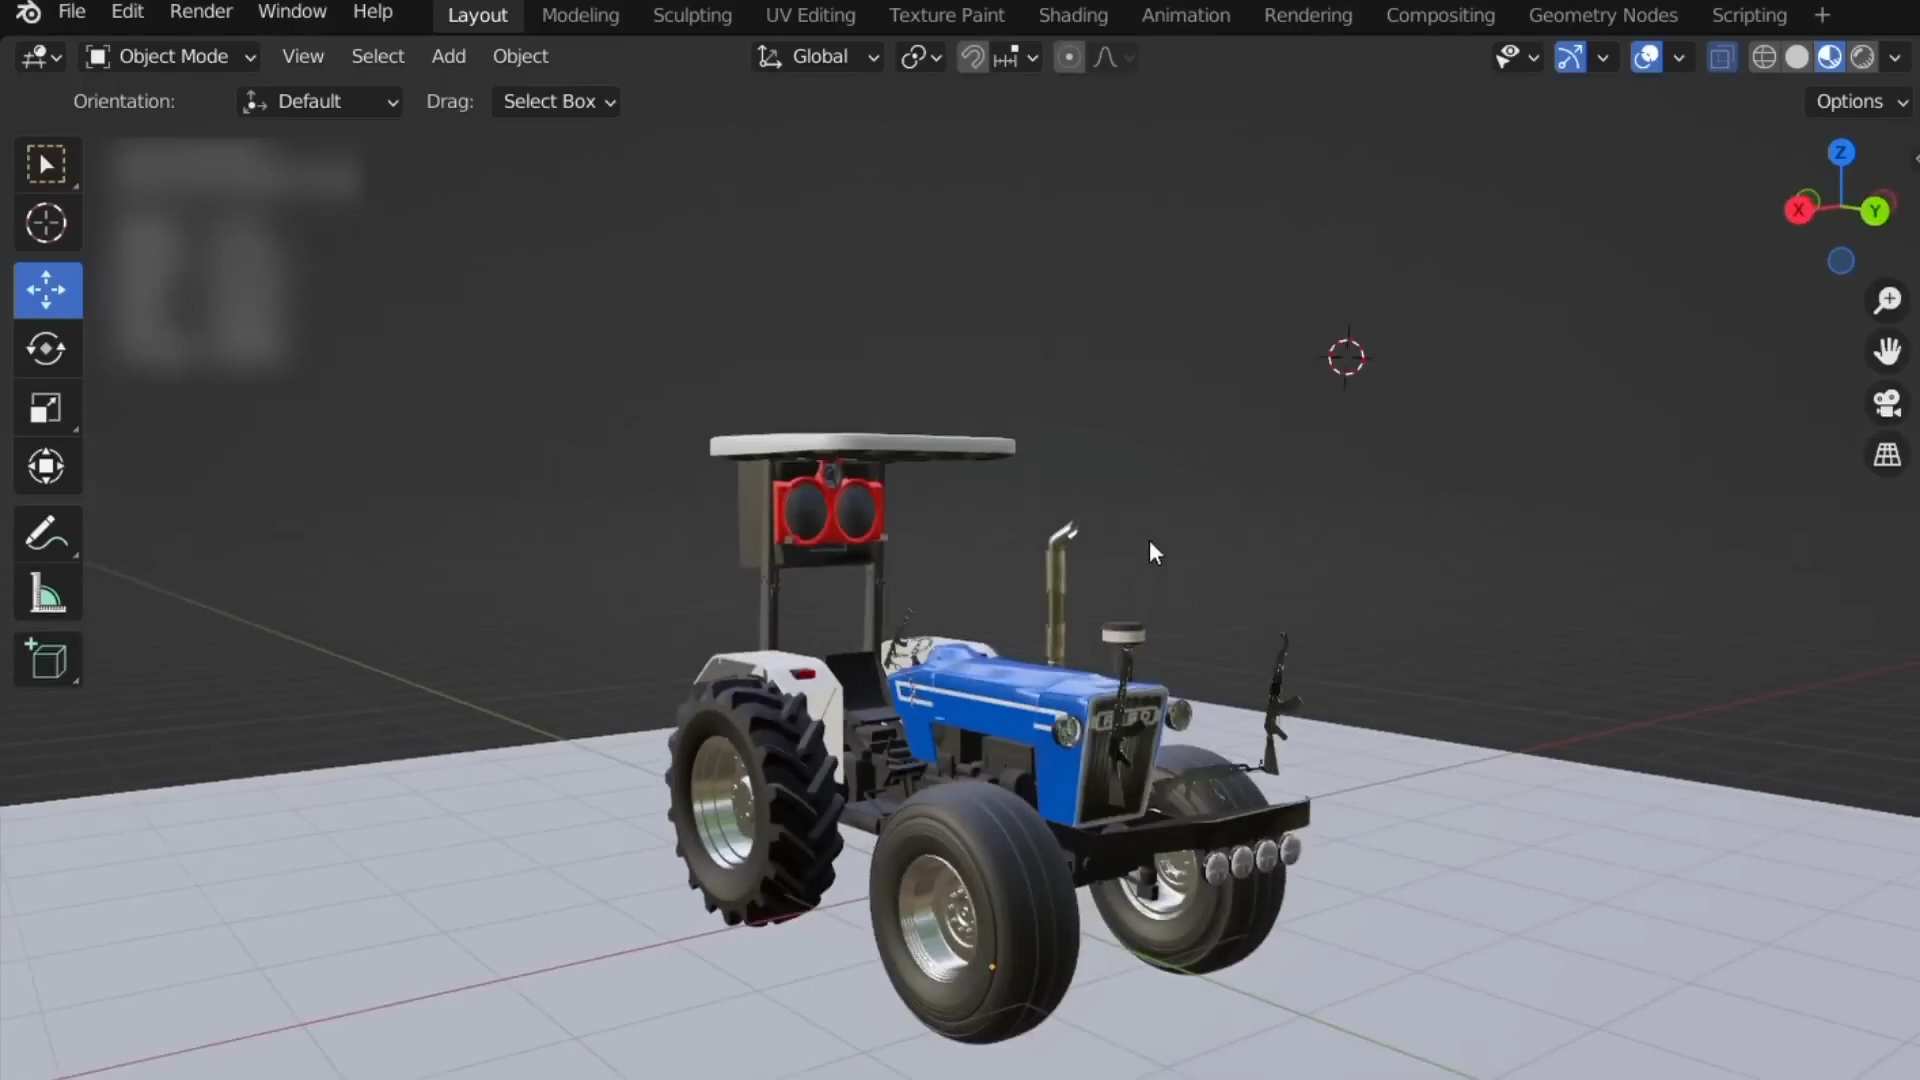 File Edit Render Window Help Layout Modeling Sculpting UV Editing Texture Paint Shading Animation Rendering Compositing Geometry Nodes Scripting +
Object Mode View Select Add Object Global
Orientation: Default Drag: Select Box Options
Z
X Y